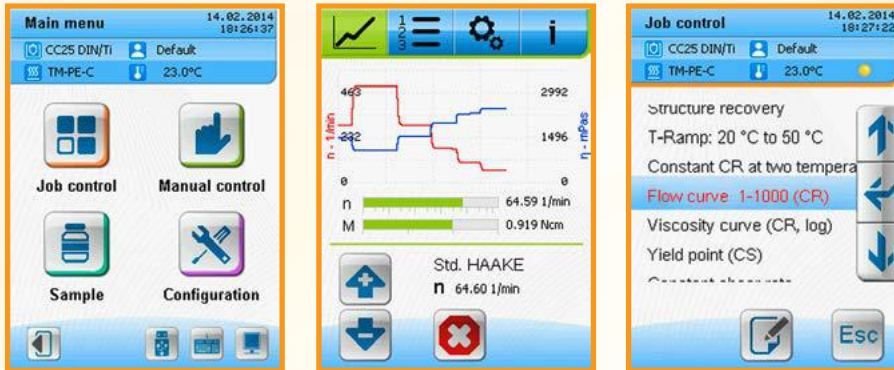 Main menu
14.02.2014
18:26:37
CC25 DIN/Ti
Default
TM-PE-C
23.0°C
Job control
Manual control
Sample
Configuration
1
2
3
i
463
2992
n - 1/min
232
1496
η - mPas
0
0
n
64.59 1/min
M
0.919 Ncm
Std. HAAKE
n 64.60 1/min
Job control
14.02.2014
18:27:22
CC25 DIN/Ti
Default
TM-PE-C
23.0°C
Structure recovery
T-Ramp: 20 °C to 50 °C
Constant CR at two tempera
Flow curve 1-1000 (CR)
Viscosity curve (CR, log)
Yield point (CS)
Constant shear rate
Esc